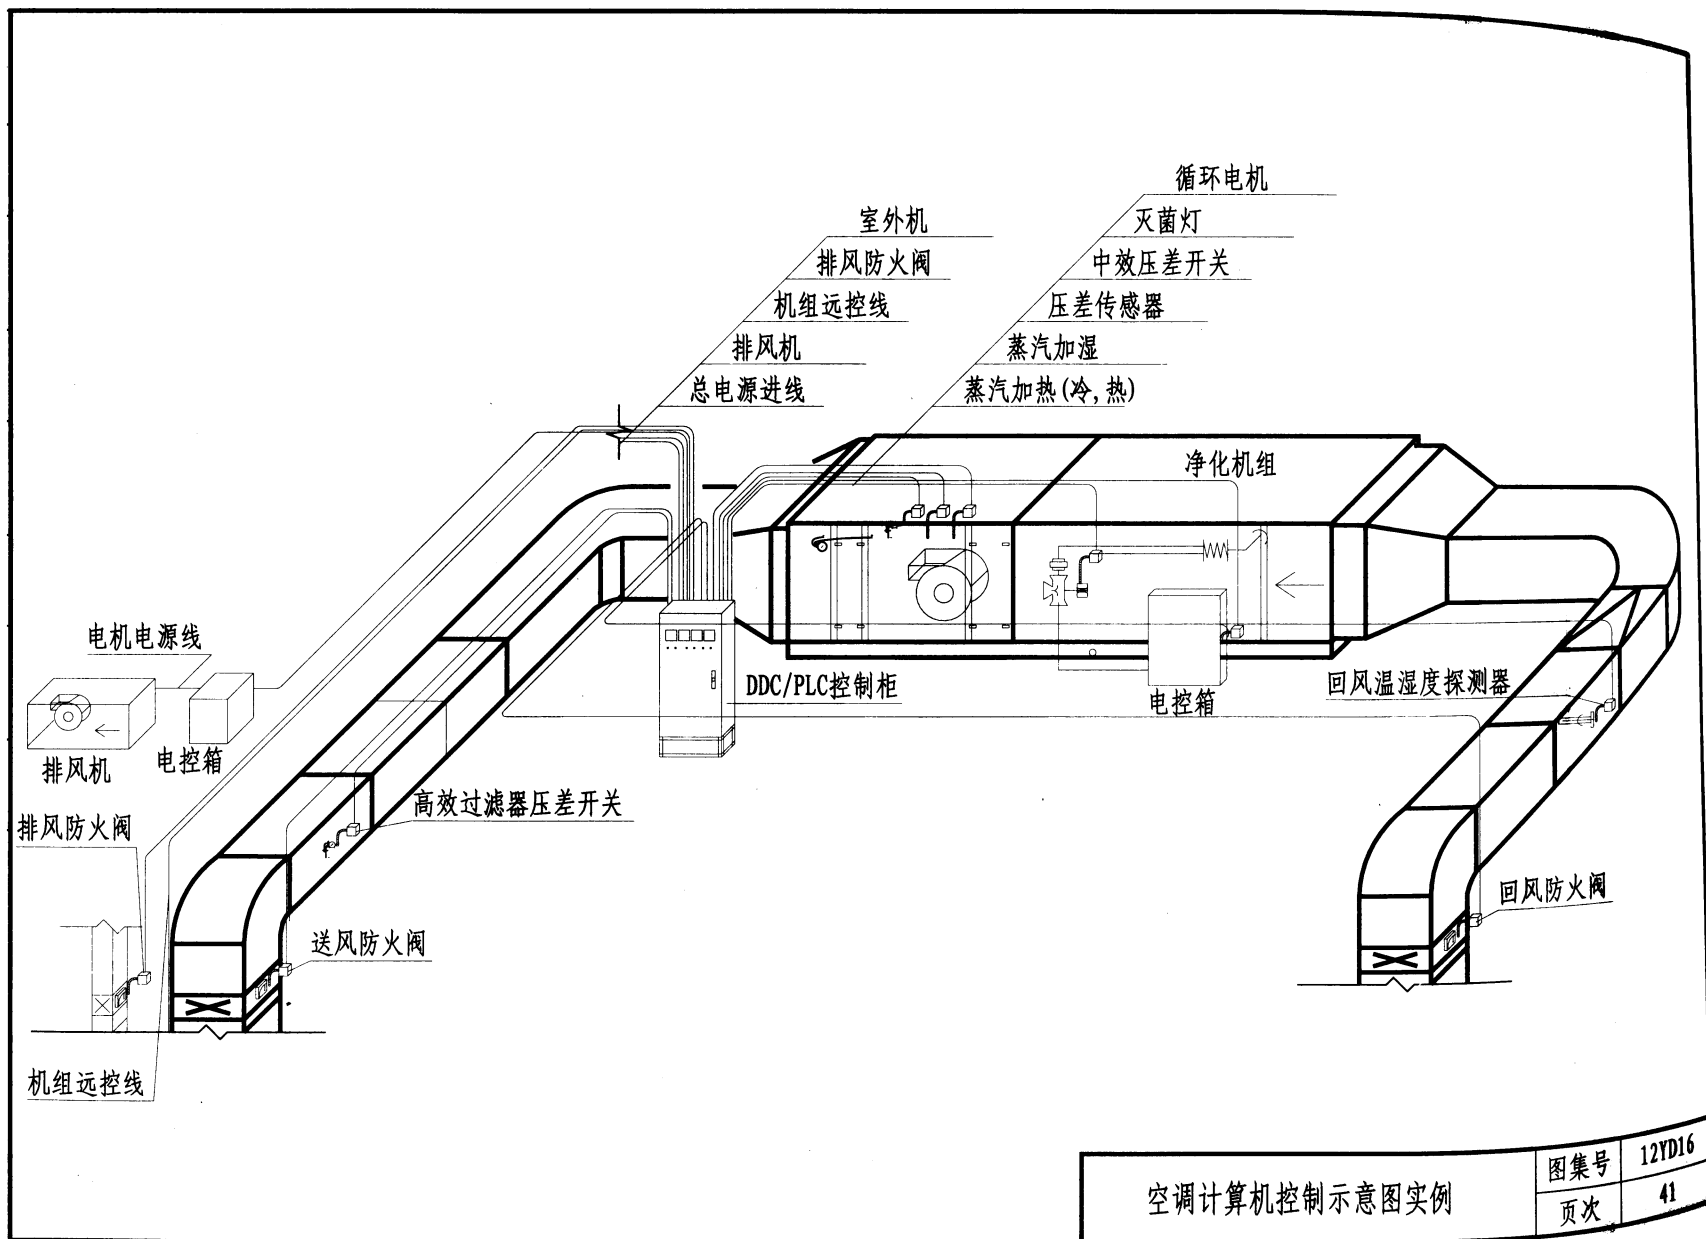 循环电机
灭菌灯
中效压差开关
压差传感器
蒸汽加湿
蒸汽加热(冷,热)
室外机
排风防火阀
机组远控线
排风机
总电源进线
净化机组
电机电源线
排风机
电控箱
DDC/PLC控制柜
电控箱
回风温湿度探测器
高效过滤器压差开关
排风防火阀
送风防火阀
回风防火阀
机组远控线
空调计算机控制示意图实例
图集号 12YD16
页次 41